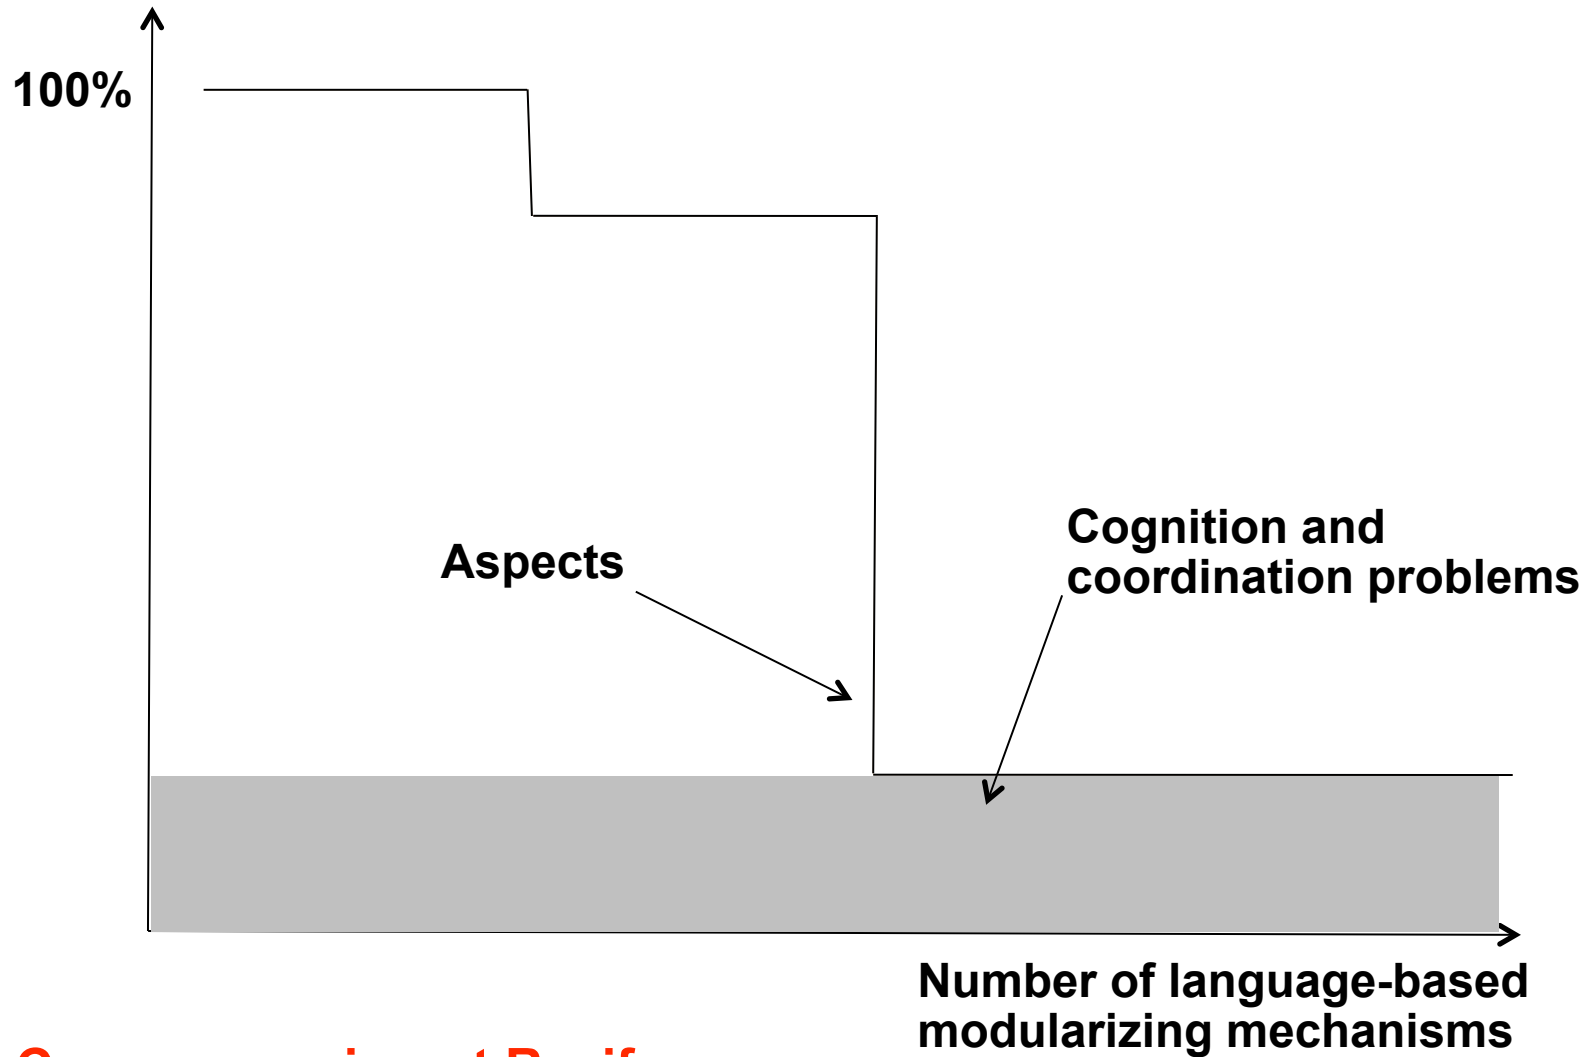 100%
Aspects
Cognition and
coordination problems
Number of language-based
modularizing mechanisms